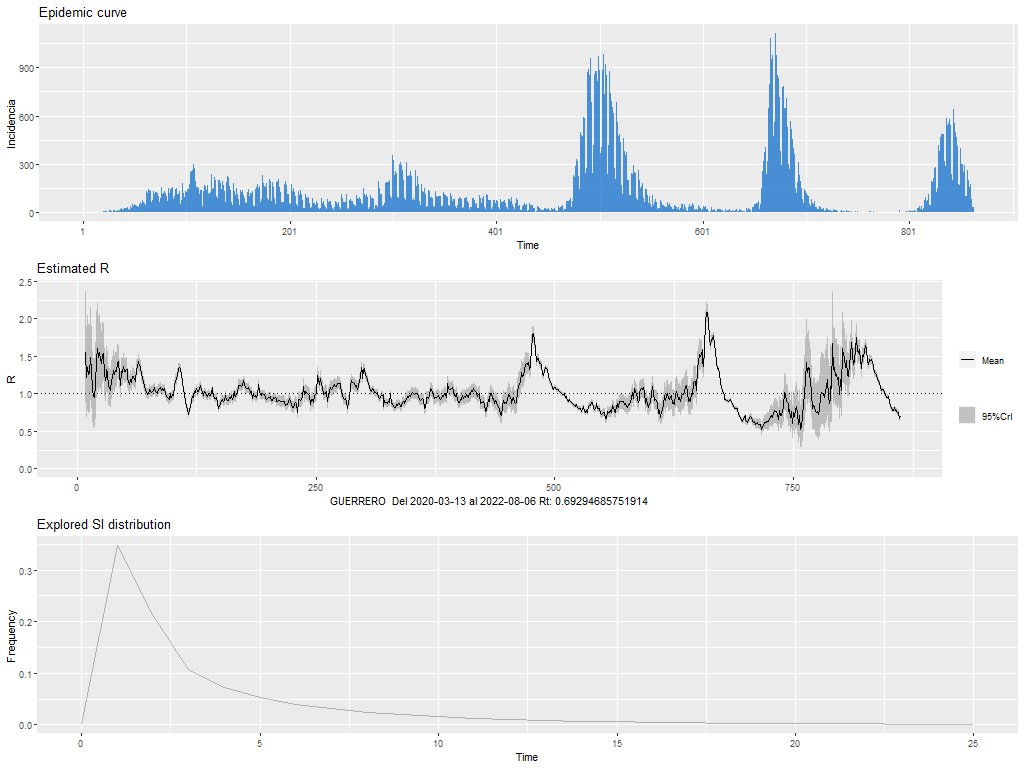 Epidemic curve
Incidencia
900
600
300
0
1
201
401
601
801
Time
Estimated R
R
2.5
2.0
1.5
1.0
0.5
0.0
0
250
500
750
GUERRERO Del 2020-03-13 al 2022-08-06 Rt: 0.69294685751914
Mean
95%CrI
Explored SI distribution
Frequency
0.3
0.2
0.1
0.0
0
5
10
15
20
25
Time